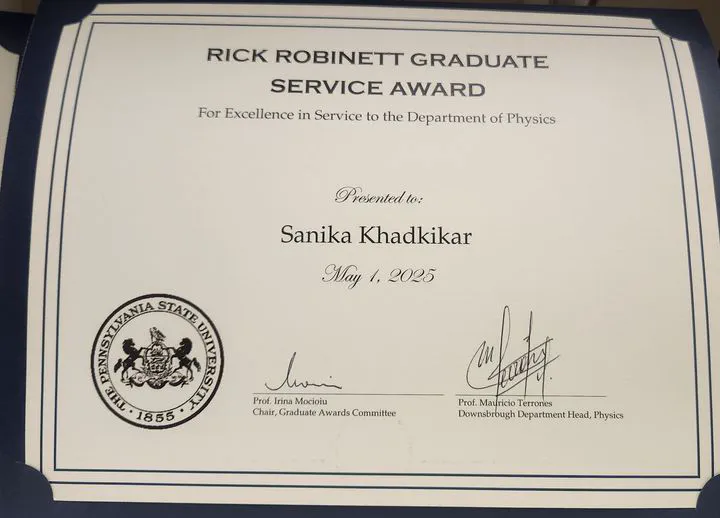 RICK ROBINETT GRADUATE
SERVICE AWARD
For Excellence in Service to the Department of Physics
Presented to:
Sanika Khadkikar
May 1, 2025
THE PENNSYLVANIA STATE UNIVERSITY
· 1855 ·
Prof. Irina Mocioiu
Chair, Graduate Awards Committee
Prof. Mauricio Terrones
Downsbrough Department Head, Physics